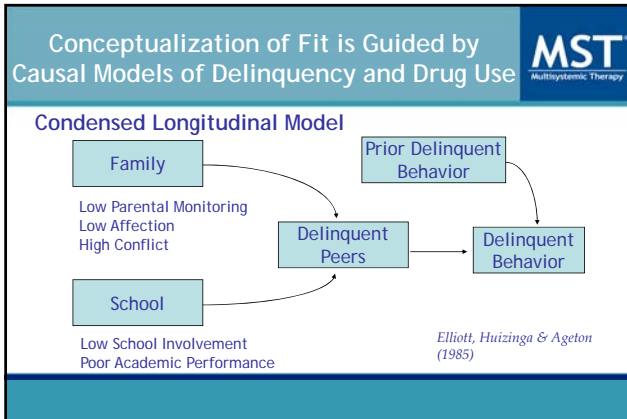 Conceptualization of Fit is Guided by
Causal Models of Delinquency and Drug Use
MST
Multisystemic Therapy
Condensed Longitudinal Model
Family
Low Parental Monitoring
Low Affection
High Conflict
School
Low School Involvement
Poor Academic Performance
Delinquent
Peers
Prior Delinquent
Behavior
Delinquent
Behavior
Elliott, Huizinga & Ageton
(1985)